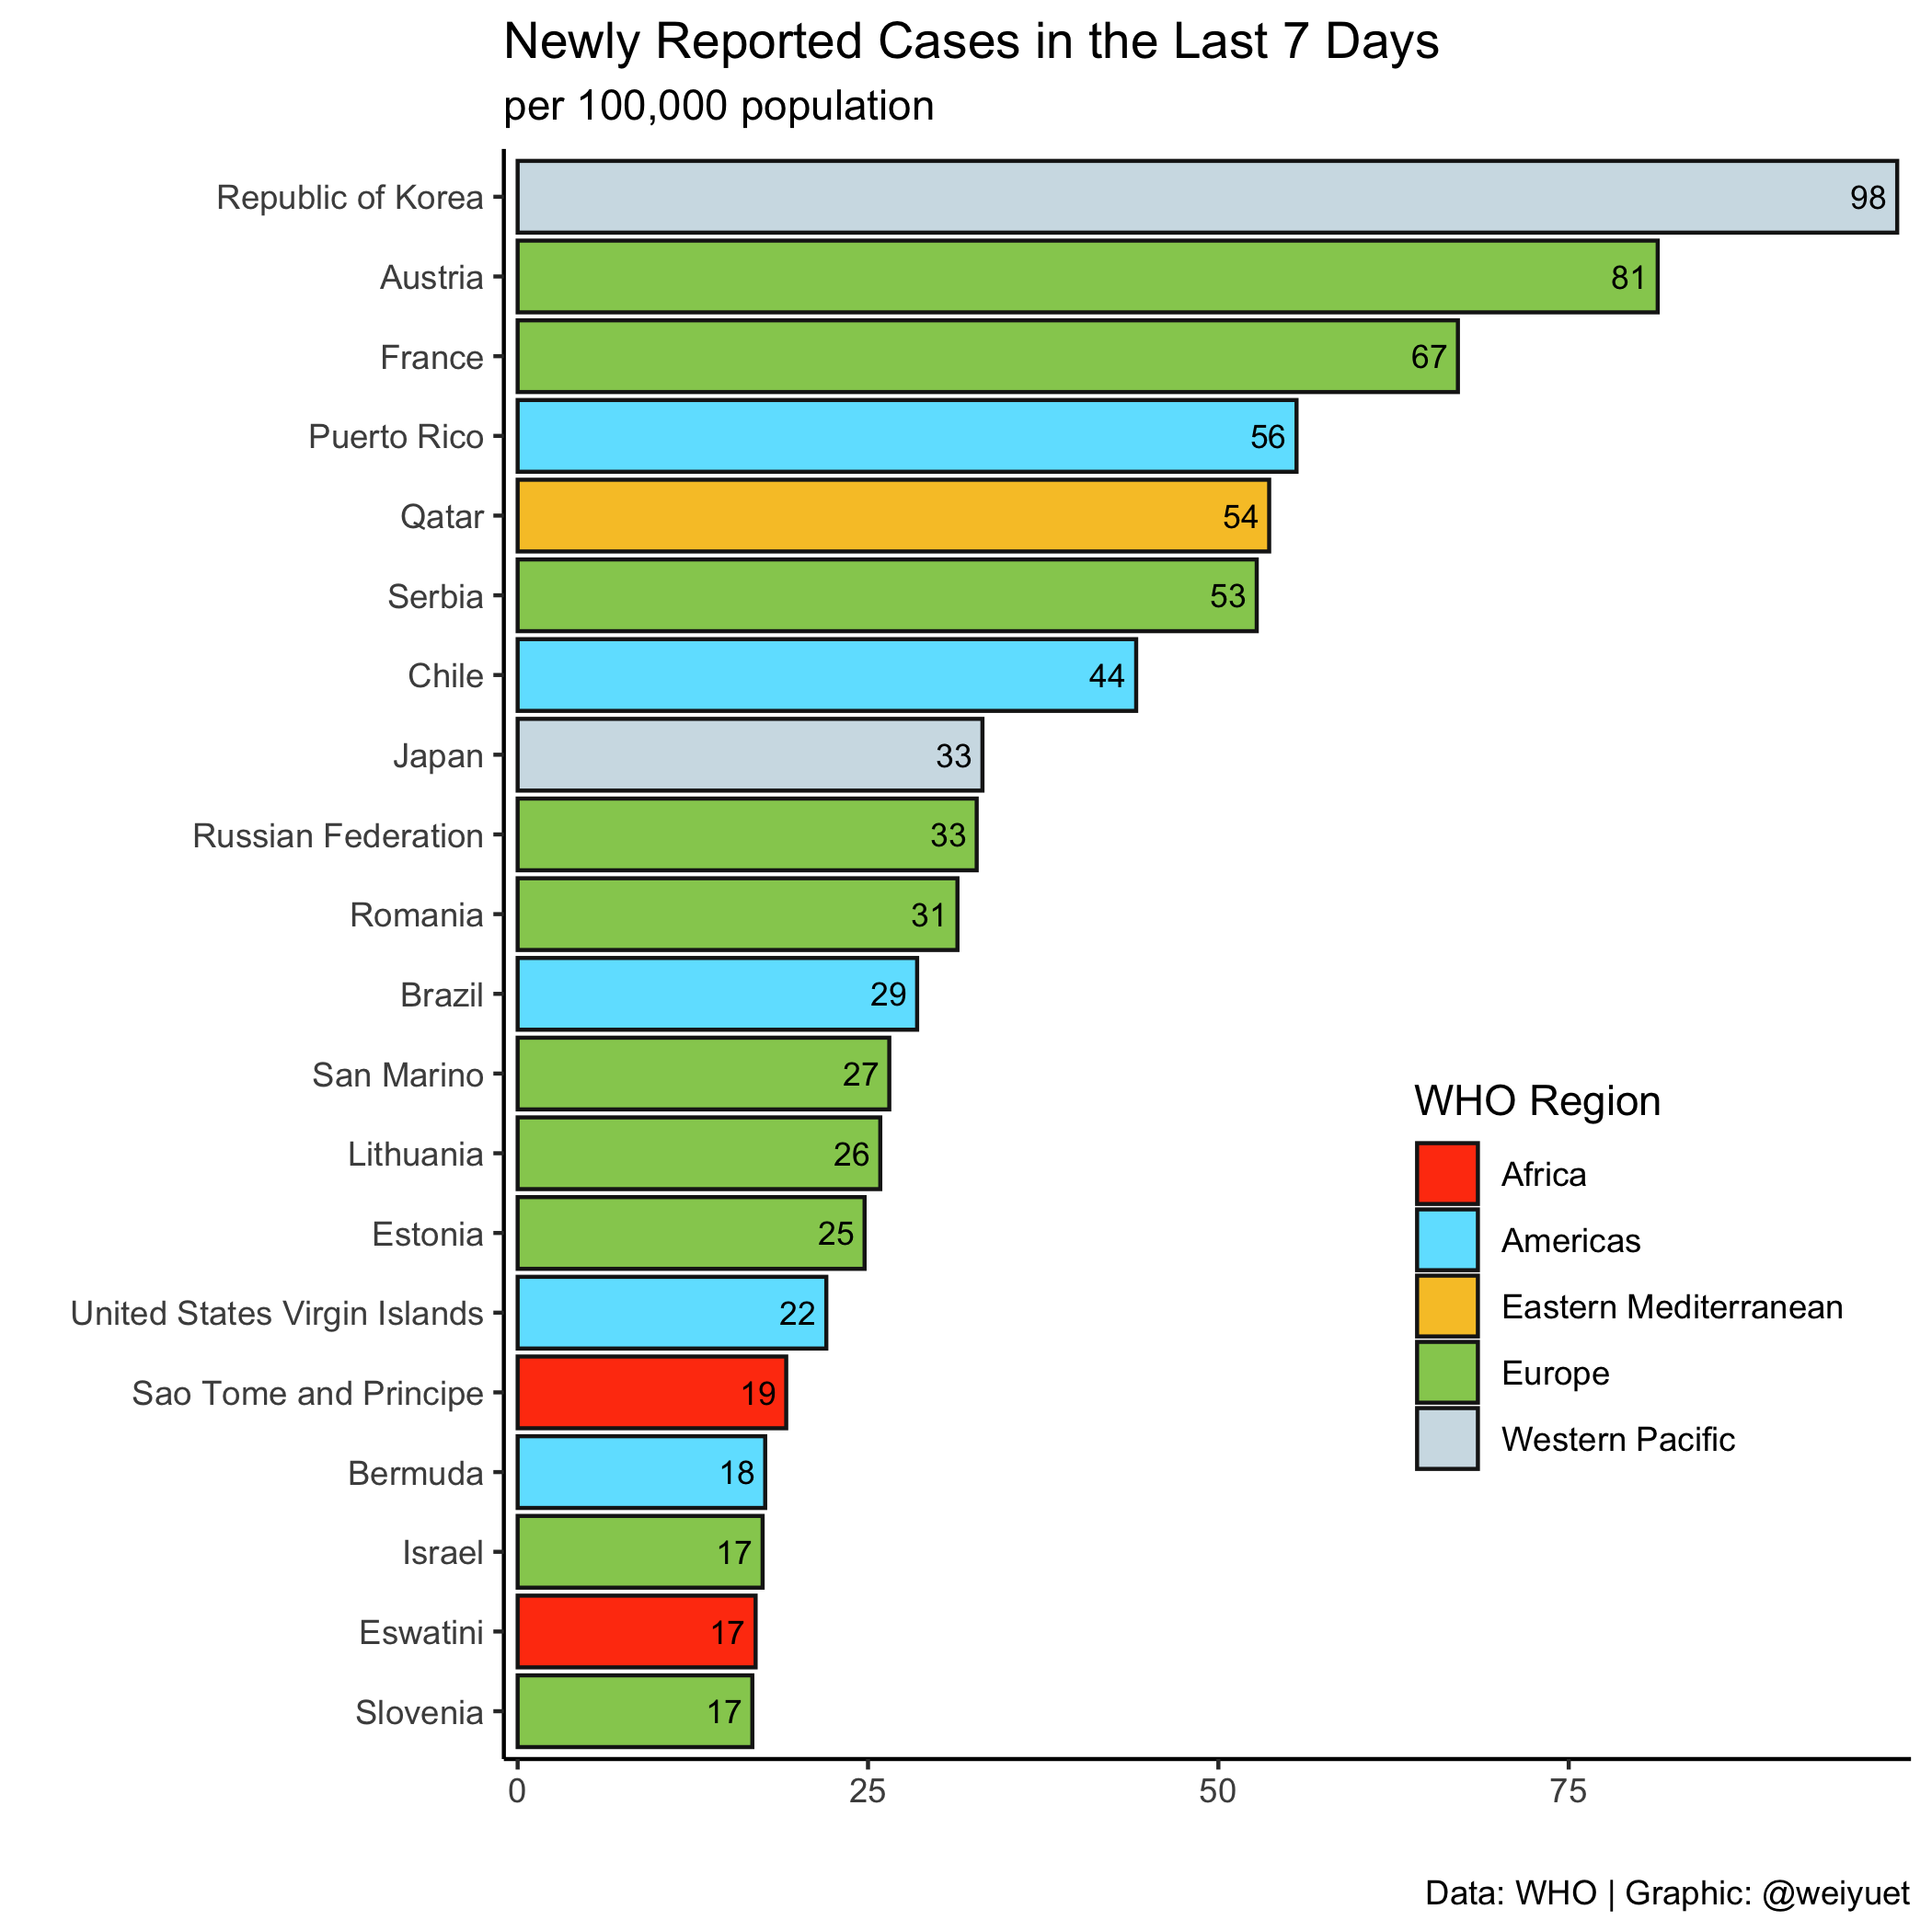 Newly Reported Cases in the Last 7 Days
per 100,000 population
Republic of Korea 98
Austria 81
France 67
Puerto Rico 56
Qatar 54
Serbia 53
Chile 44
Japan 33
Russian Federation 33
Romania 31
Brazil 29
San Marino 27
Lithuania 26
Estonia 25
United States Virgin Islands 22
Sao Tome and Principe 19
Bermuda 18
Israel 17
Eswatini 17
Slovenia 17
0 25 50 75
WHO Region
Africa
Americas
Eastern Mediterranean
Europe
Western Pacific
Data: WHO | Graphic: @weiyuet